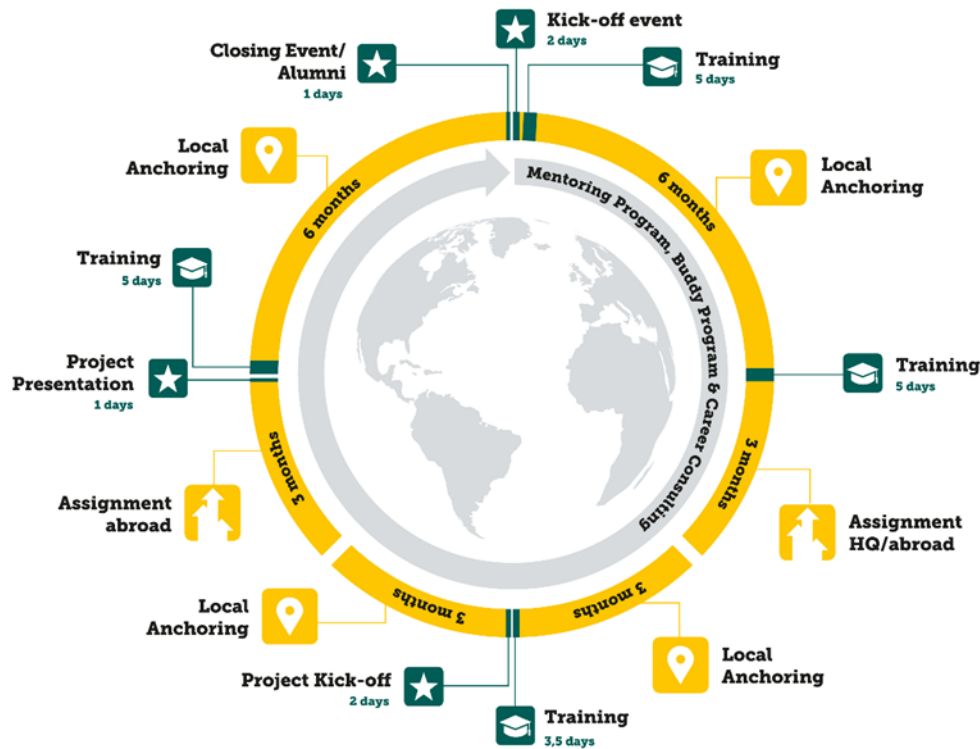 Kick-off event
2 days
Training
5 days
Local
Anchoring
6 months
Training
5 days
3 months
Assignment
HQ/abroad
3 months
Local
Anchoring
Training
3,5 days
Project Kick-off
2 days
3 months
Local
Anchoring
3 months
Assignment
abroad
Project
Presentation
1 days
Training
5 days
6 months
Local
Anchoring
Closing Event/
Alumni
1 days
Mentoring Program, Buddy Program & Career Consulting